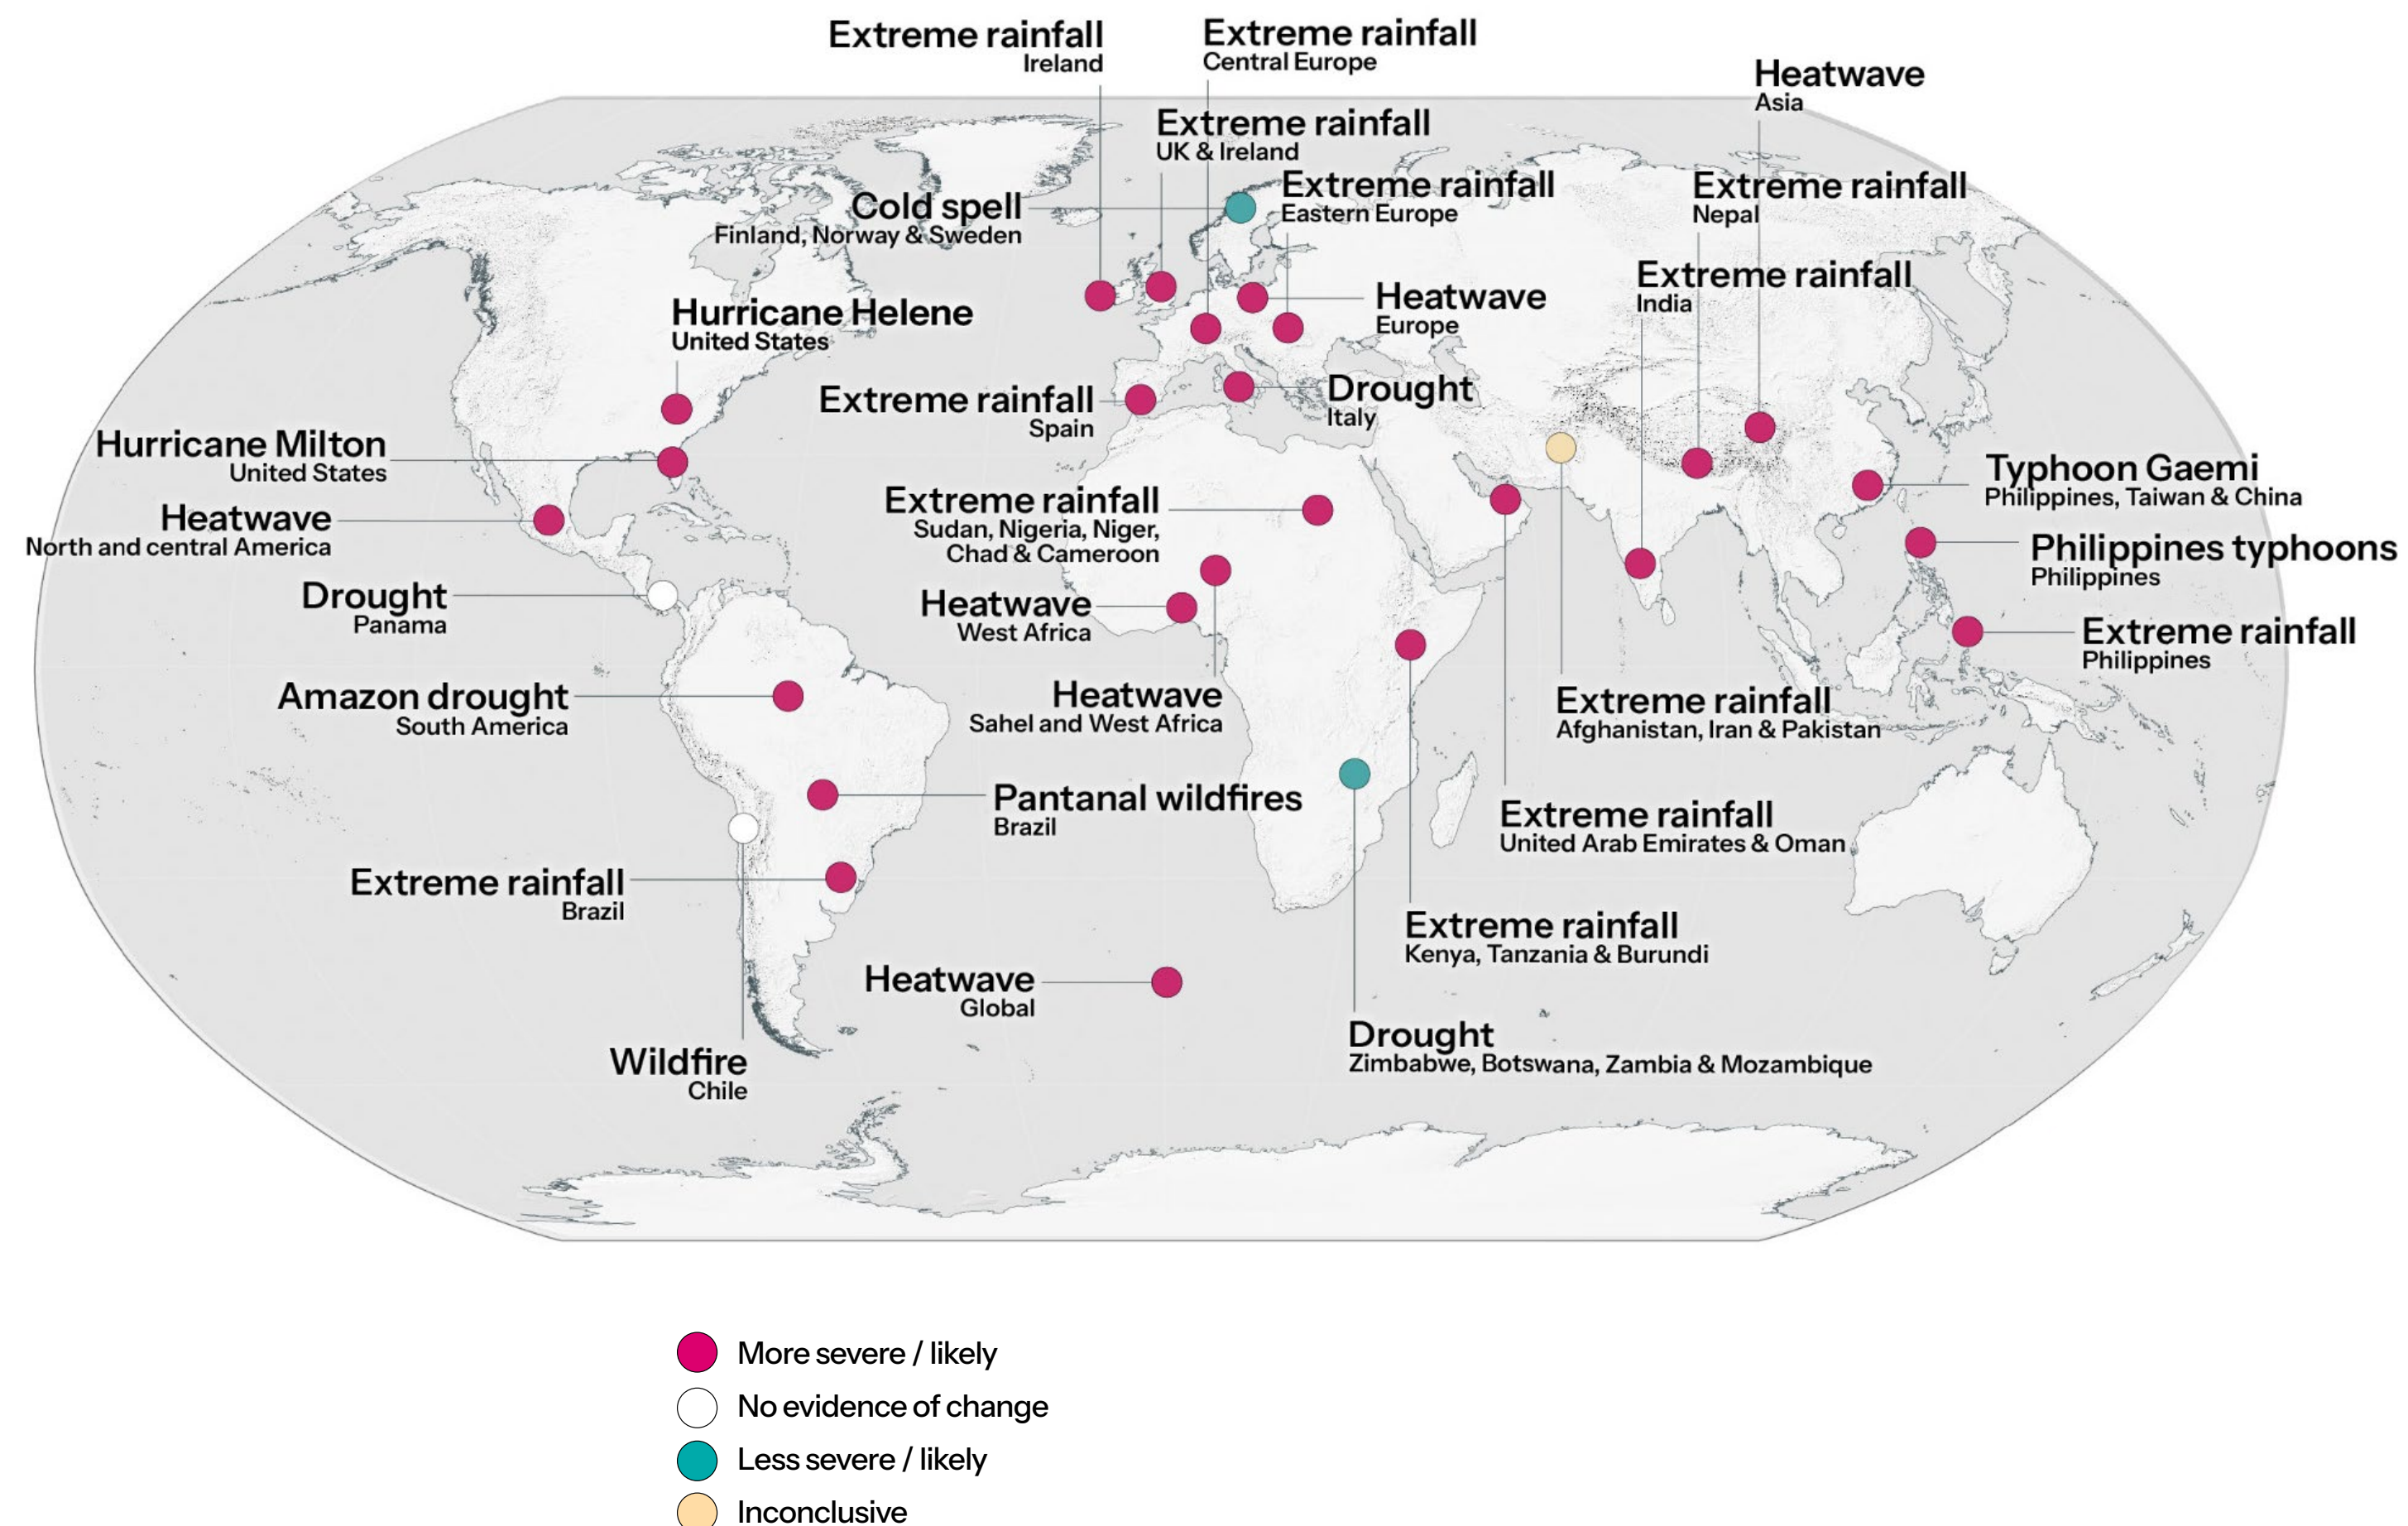 Extreme rainfall
Ireland
Extreme rainfall
Central Europe
Heatwave
Asia
Extreme rainfall
UK & Ireland
Extreme rainfall
Eastern Europe
Extreme rainfall
Nepal
Cold spell
Finland, Norway & Sweden
Extreme rainfall
India
Heatwave
Europe
Hurricane Helene
United States
Drought
Italy
Extreme rainfall
Spain
Hurricane Milton
United States
Typhoon Gaemi
Philippines, Taiwan & China
Extreme rainfall
Sudan, Nigeria, Niger,
Chad & Cameroon
Heatwave
North and central America
Philippines typhoons
Philippines
Drought
Panama
Heatwave
West Africa
Extreme rainfall
Philippines
Amazon drought
South America
Heatwave
Sahel and West Africa
Extreme rainfall
Afghanistan, Iran & Pakistan
Pantanal wildfires
Brazil
Extreme rainfall
United Arab Emirates & Oman
Extreme rainfall
Brazil
Extreme rainfall
Kenya, Tanzania & Burundi
Heatwave
Global
Drought
Zimbabwe, Botswana, Zambia & Mozambique
Wildfire
Chile
More severe / likely
No evidence of change
Less severe / likely
Inconclusive